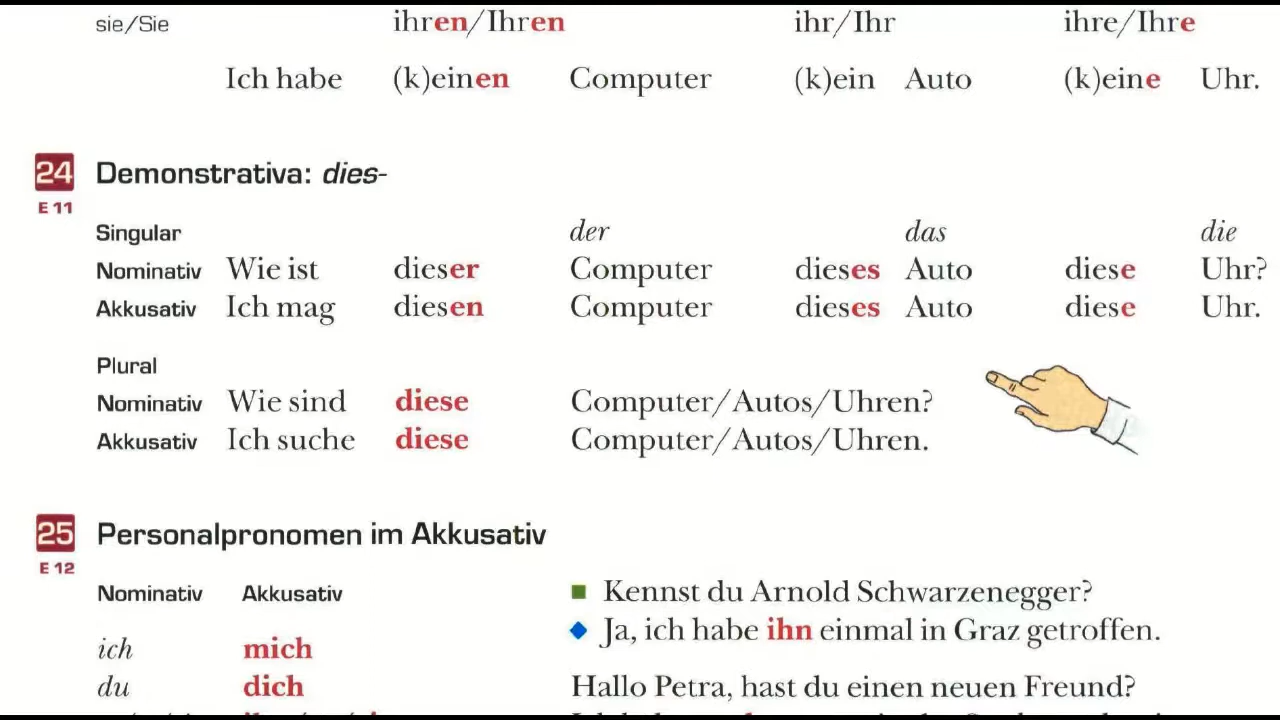 sie/Sie ihren/Ihren ihr/Ihr ihre/Ihre
Ich habe (k)einen Computer (k)ein Auto (k)eine Uhr.
24 Demonstrativa: dies-
E 11
Singular der das die
Nominativ Wie ist dieser Computer dieses Auto diese Uhr?
Akkusativ Ich mag diesen Computer dieses Auto diese Uhr.
Plural
Nominativ Wie sind diese Computer/Autos/Uhren?
Akkusativ Ich suche diese Computer/Autos/Uhren.
25 Personalpronomen im Akkusativ
E 12
Nominativ Akkusativ
ich mich
du dich
■ Kennst du Arnold Schwarzenegger?
◆ Ja, ich habe ihn einmal in Graz getroffen.
Hallo Petra, hast du einen neuen Freund?